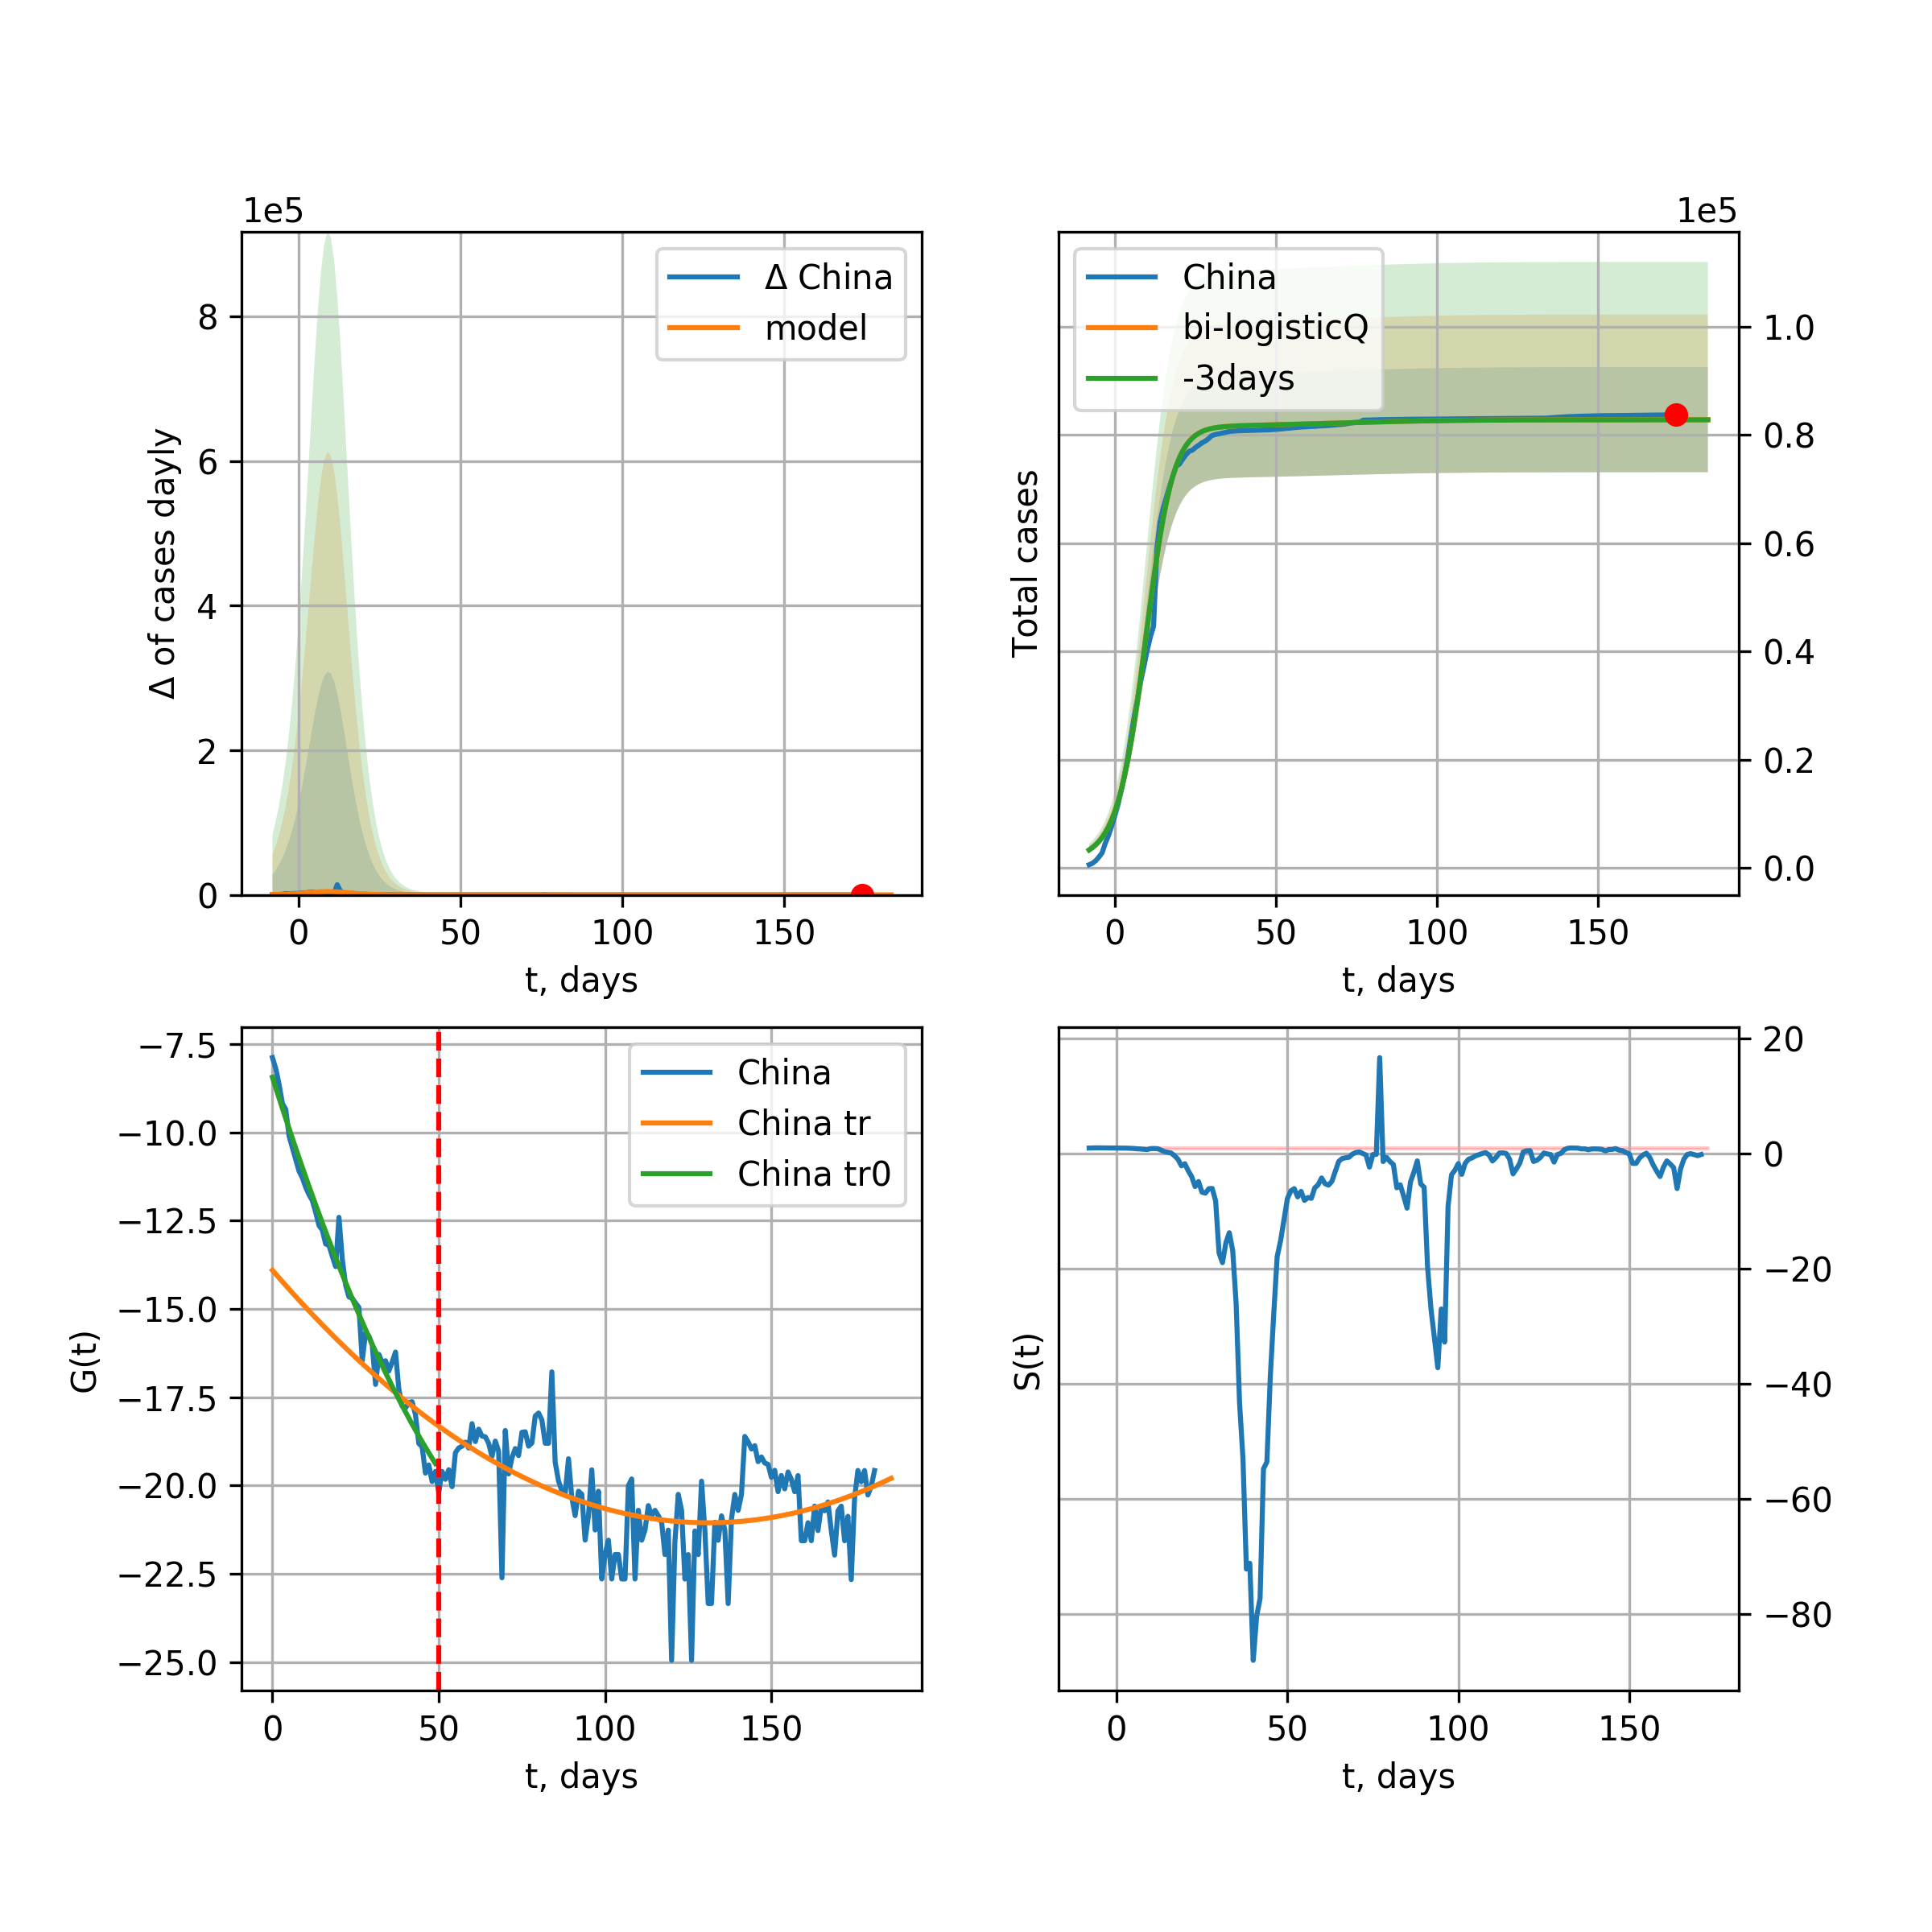 1e5
Δ China
model
8
6
4
2
0
Δ of cases dayly
0 50 100 150
t, days
1e5
China
bi-logisticQ
-3days
1.0
0.8
0.6
0.4
0.2
0.0
Total cases
0 50 100 150
t, days
China
China tr
China tr0
−7.5
−10.0
−12.5
−15.0
−17.5
−20.0
−22.5
−25.0
G(t)
0 50 100 150
t, days
20
0
−20
−40
−60
−80
S(t)
0 50 100 150
t, days